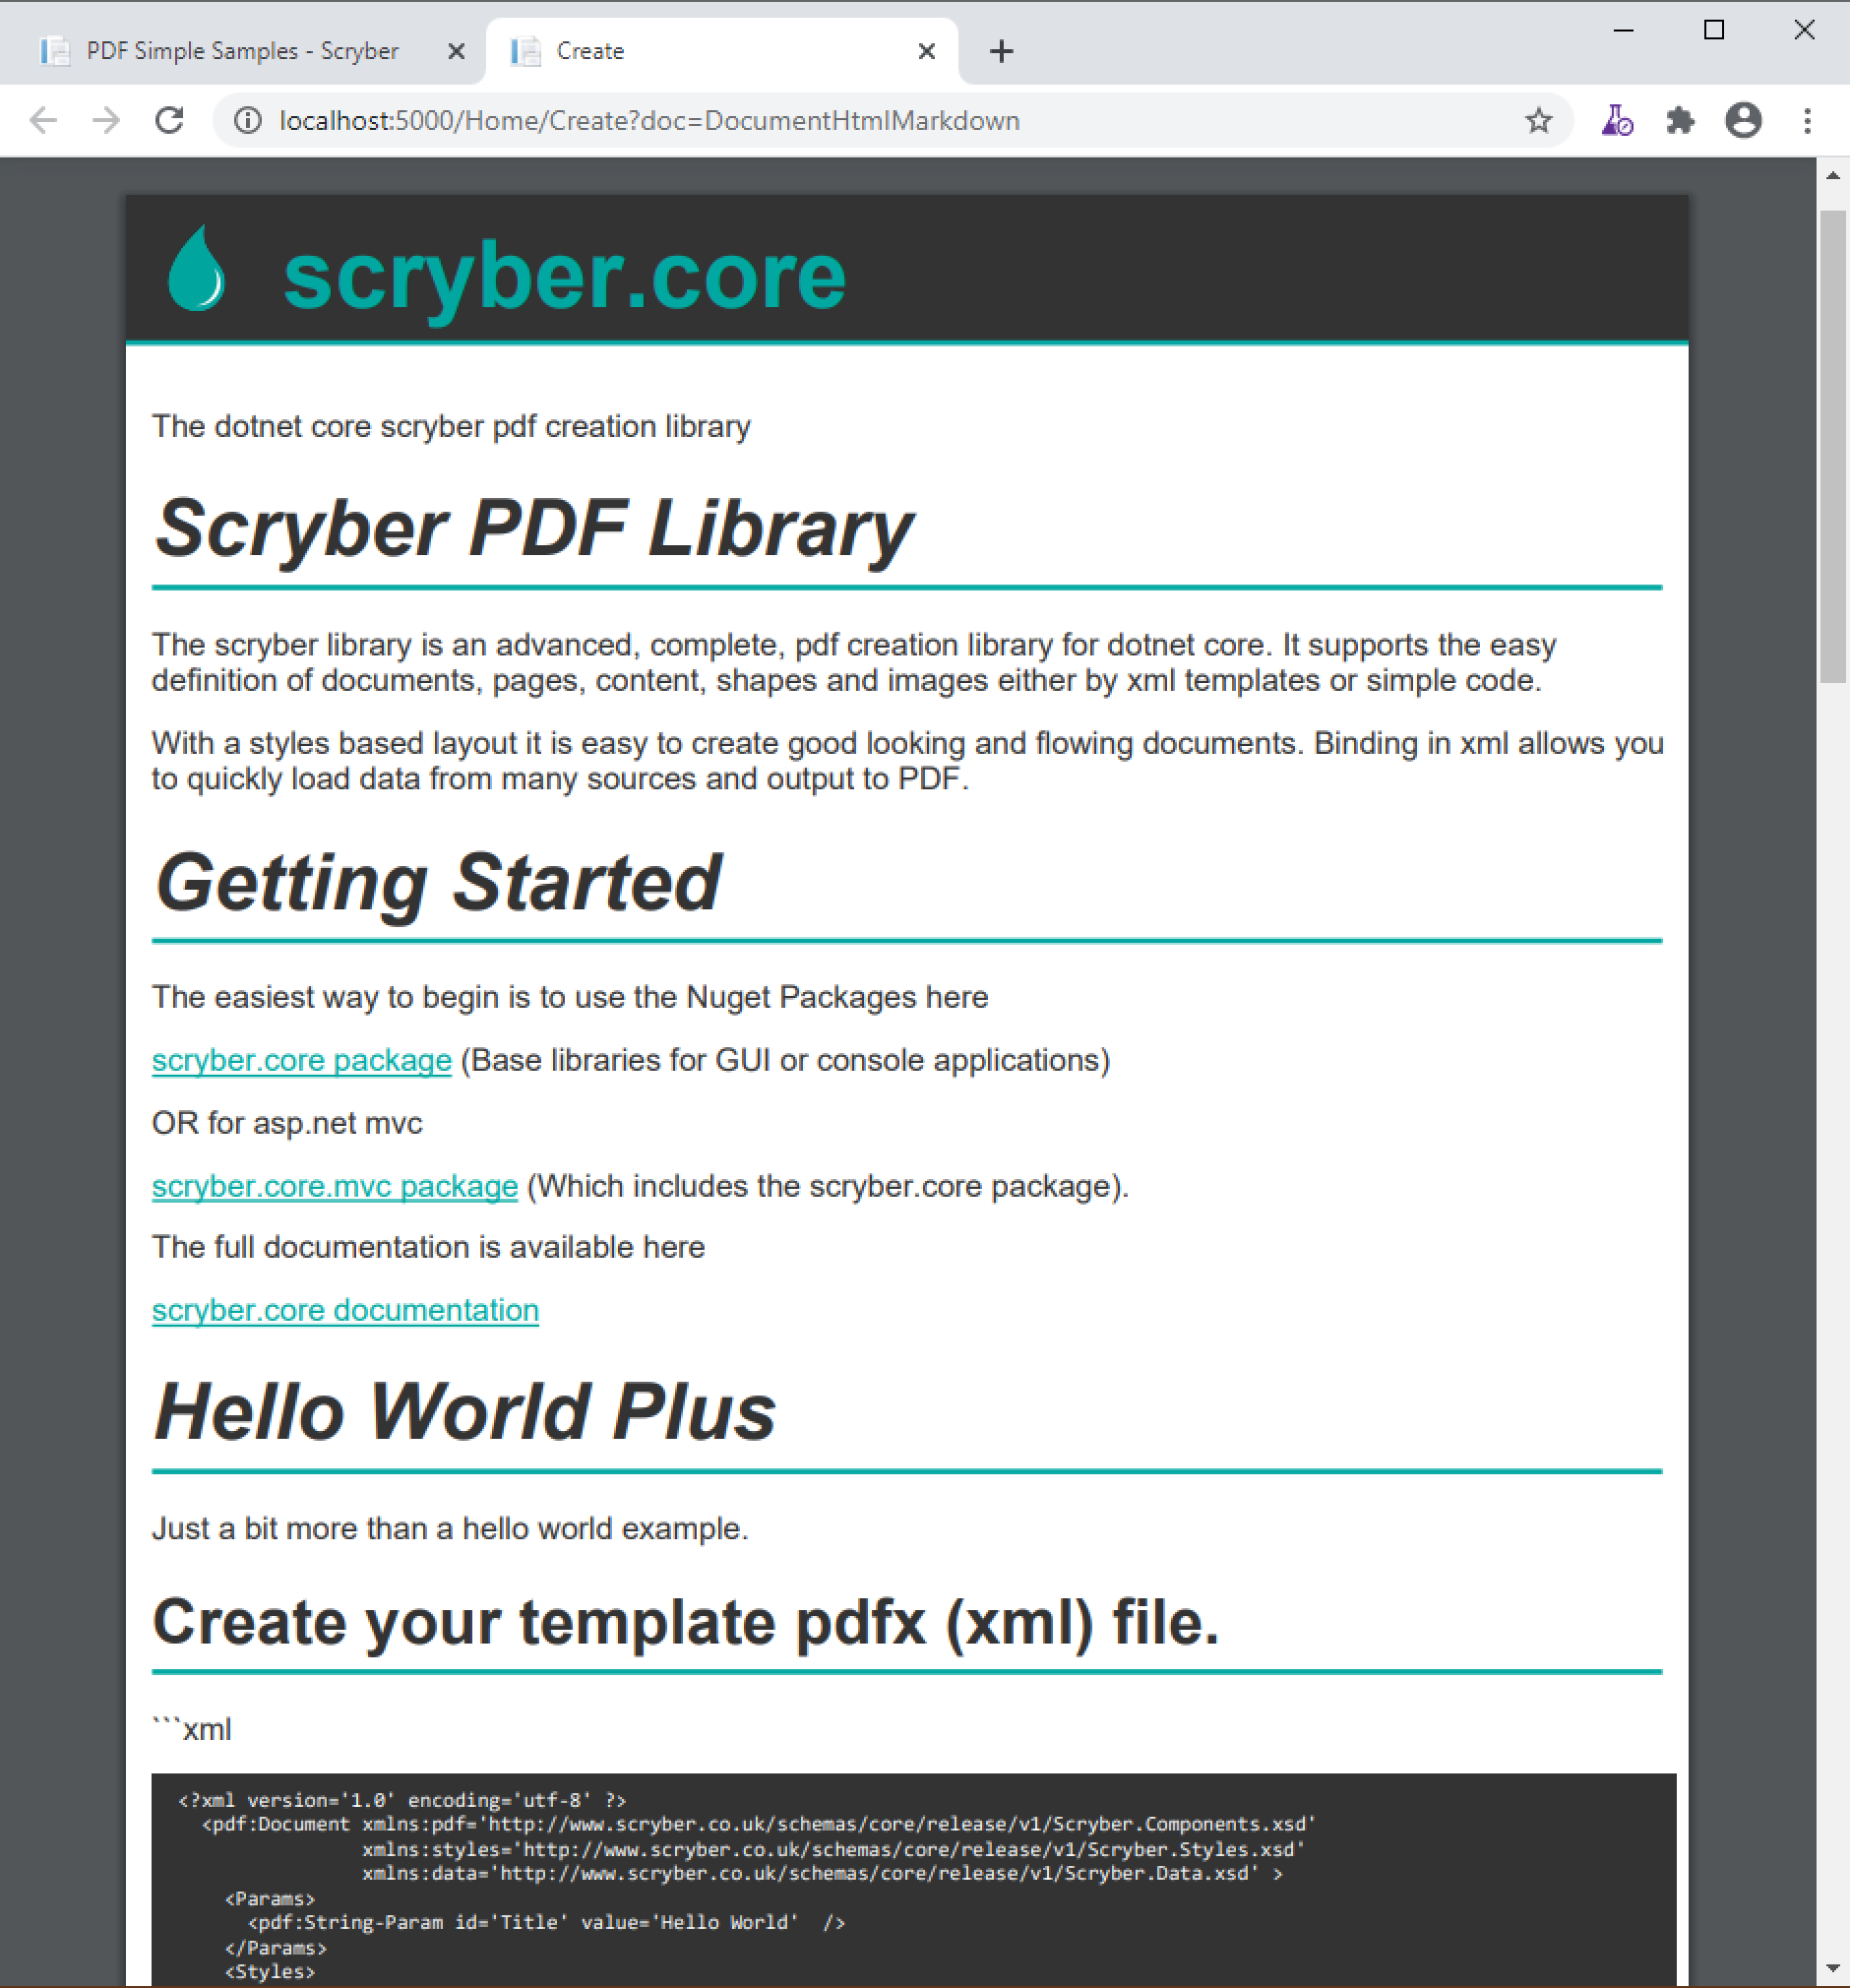 PDF Simple Samples - Scryber
Create
localhost:5000/Home/Create?doc=DocumentHtmlMarkdown
scryber.core
The dotnet core scryber pdf creation library
Scryber PDF Library
The scryber library is an advanced, complete, pdf creation library for dotnet core. It supports the easy
definition of documents, pages, content, shapes and images either by xml templates or simple code.
With a styles based layout it is easy to create good looking and flowing documents. Binding in xml allows you
to quickly load data from many sources and output to PDF.
Getting Started
The easiest way to begin is to use the Nuget Packages here
scryber.core package (Base libraries for GUI or console applications)
OR for asp.net mvc
scryber.core.mvc package (Which includes the scryber.core package).
The full documentation is available here
scryber.core documentation
Hello World Plus
Just a bit more than a hello world example.
Create your template pdfx (xml) file.
```xml
<?xml version='1.0' encoding='utf-8' ?>
<pdf:Document xmlns:pdf='http://www.scryber.co.uk/schemas/core/release/v1/Scryber.Components.xsd'
xmlns:styles='http://www.scryber.co.uk/schemas/core/release/v1/Scryber.Styles.xsd'
xmlns:data='http://www.scryber.co.uk/schemas/core/release/v1/Scryber.Data.xsd' >
<Params>
<pdf:String-Param id='Title' value='Hello World'  />
</Params>
<Styles>